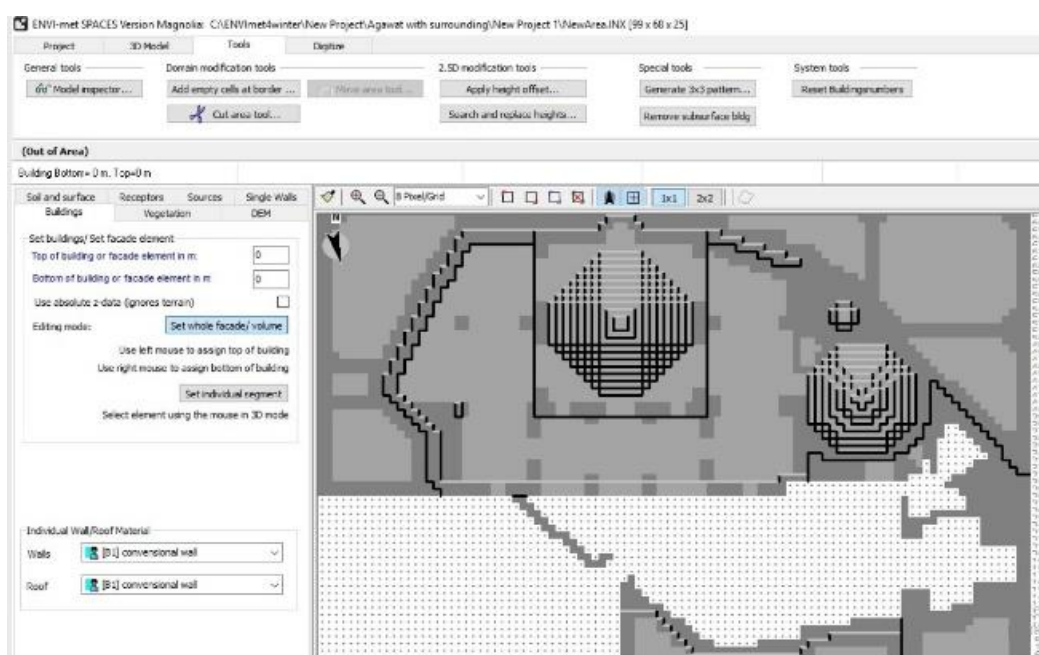 ENVI-met SPACES Version Magnolia: C:\ENVImet4winter\New Project\Agawat with surrounding\New Project 1\NewArea.INX [99 x 68 x 25]
Project 3D Model Tools Digitize
General tools Domain modification tools 2.5D modification tools Special tools System tools
Model inspector... Add empty cells at border ... Move area tool... Apply height offset... Generate 3x3 pattern... Reset Buildingsnumbers
Cut area tool... Search and replace heights... Remove subsurface bldg
(Out of Area)
Building Bottom= 0 m, Top=0 m
Soil and surface Receptors Sources Single Walls
Buildings Vegetation DEM
8 Pixel/Grid 1x1 2x2
N
Set buildings/ Set facade element
Top of building or facade element in m: 0
Bottom of building or facade element in m 0
Use absolute z-data (ignores terrain)
Editing mode: Set whole facade/ volume
Use left mouse to assign top of building
Use right mouse to assign bottom of building
Set individual segment
Select element using the mouse in 3D mode
Individual Wall/Roof Material
Walls [B1] convensional wall
Roof [B1] convensional wall